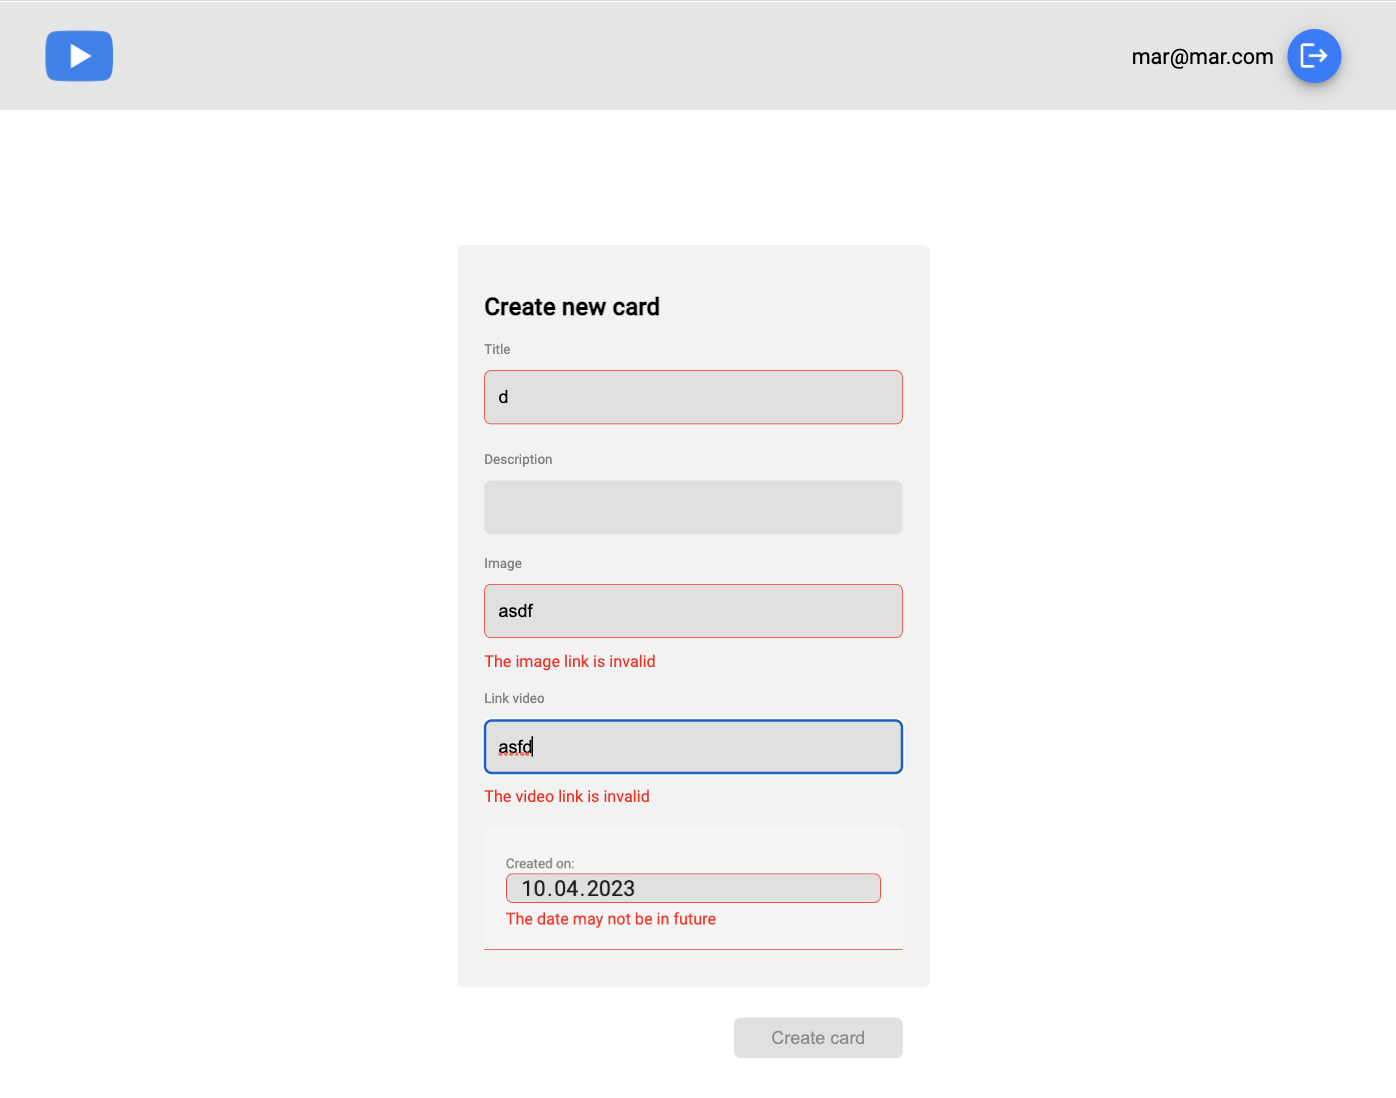 mar@mar.com
Create new card
Title
d
Description
Image
asdf
The image link is invalid
Link video
asfd
The video link is invalid
Created on:
10.04.2023
The date may not be in future
Create card